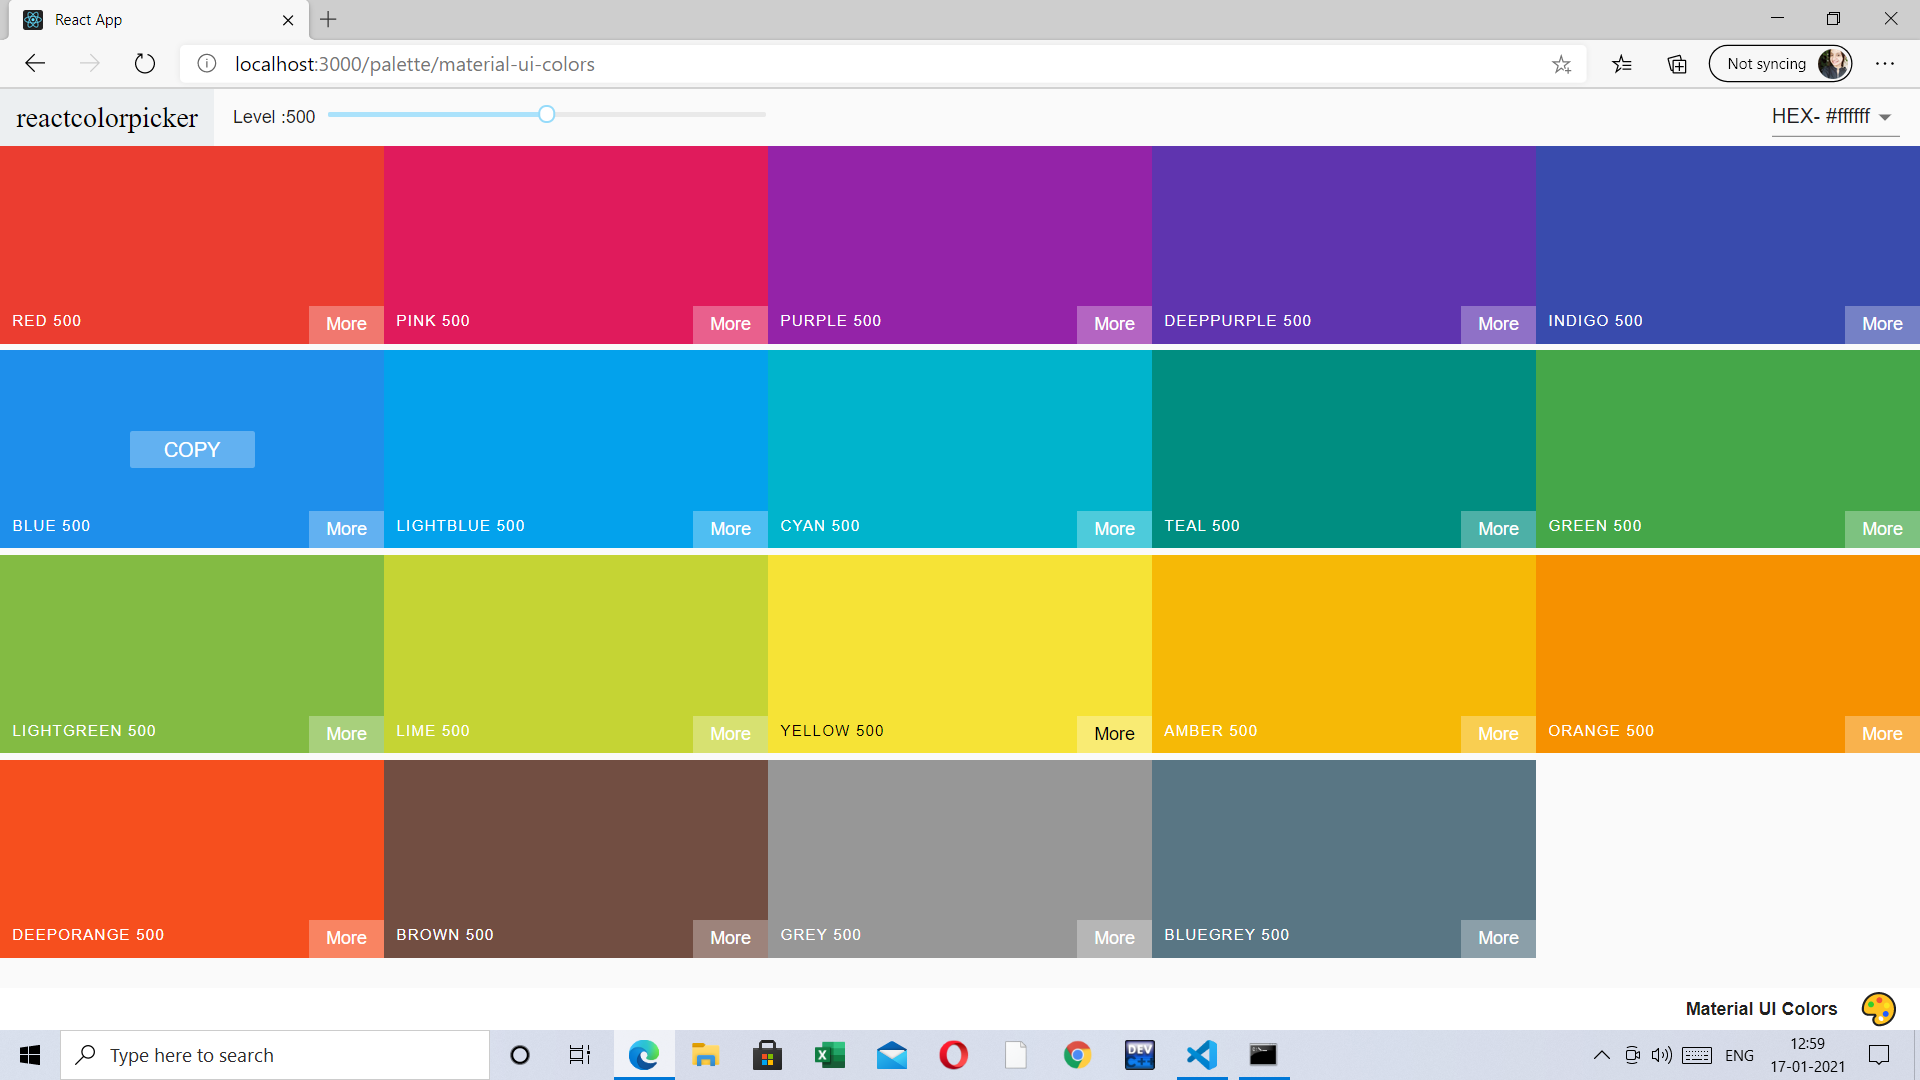 React App
localhost:3000/palette/material-ui-colors
Not syncing
reactcolorpicker
Level :500
HEX- #ffffff
RED 500
More
PINK 500
More
PURPLE 500
More
DEEPPURPLE 500
More
INDIGO 500
More
COPY
BLUE 500
More
LIGHTBLUE 500
More
CYAN 500
More
TEAL 500
More
GREEN 500
More
LIGHTGREEN 500
More
LIME 500
More
YELLOW 500
More
AMBER 500
More
ORANGE 500
More
DEEPORANGE 500
More
BROWN 500
More
GREY 500
More
BLUEGREY 500
More
Material UI Colors
Type here to search
DEV
C++
ENG
12:59
17-01-2021